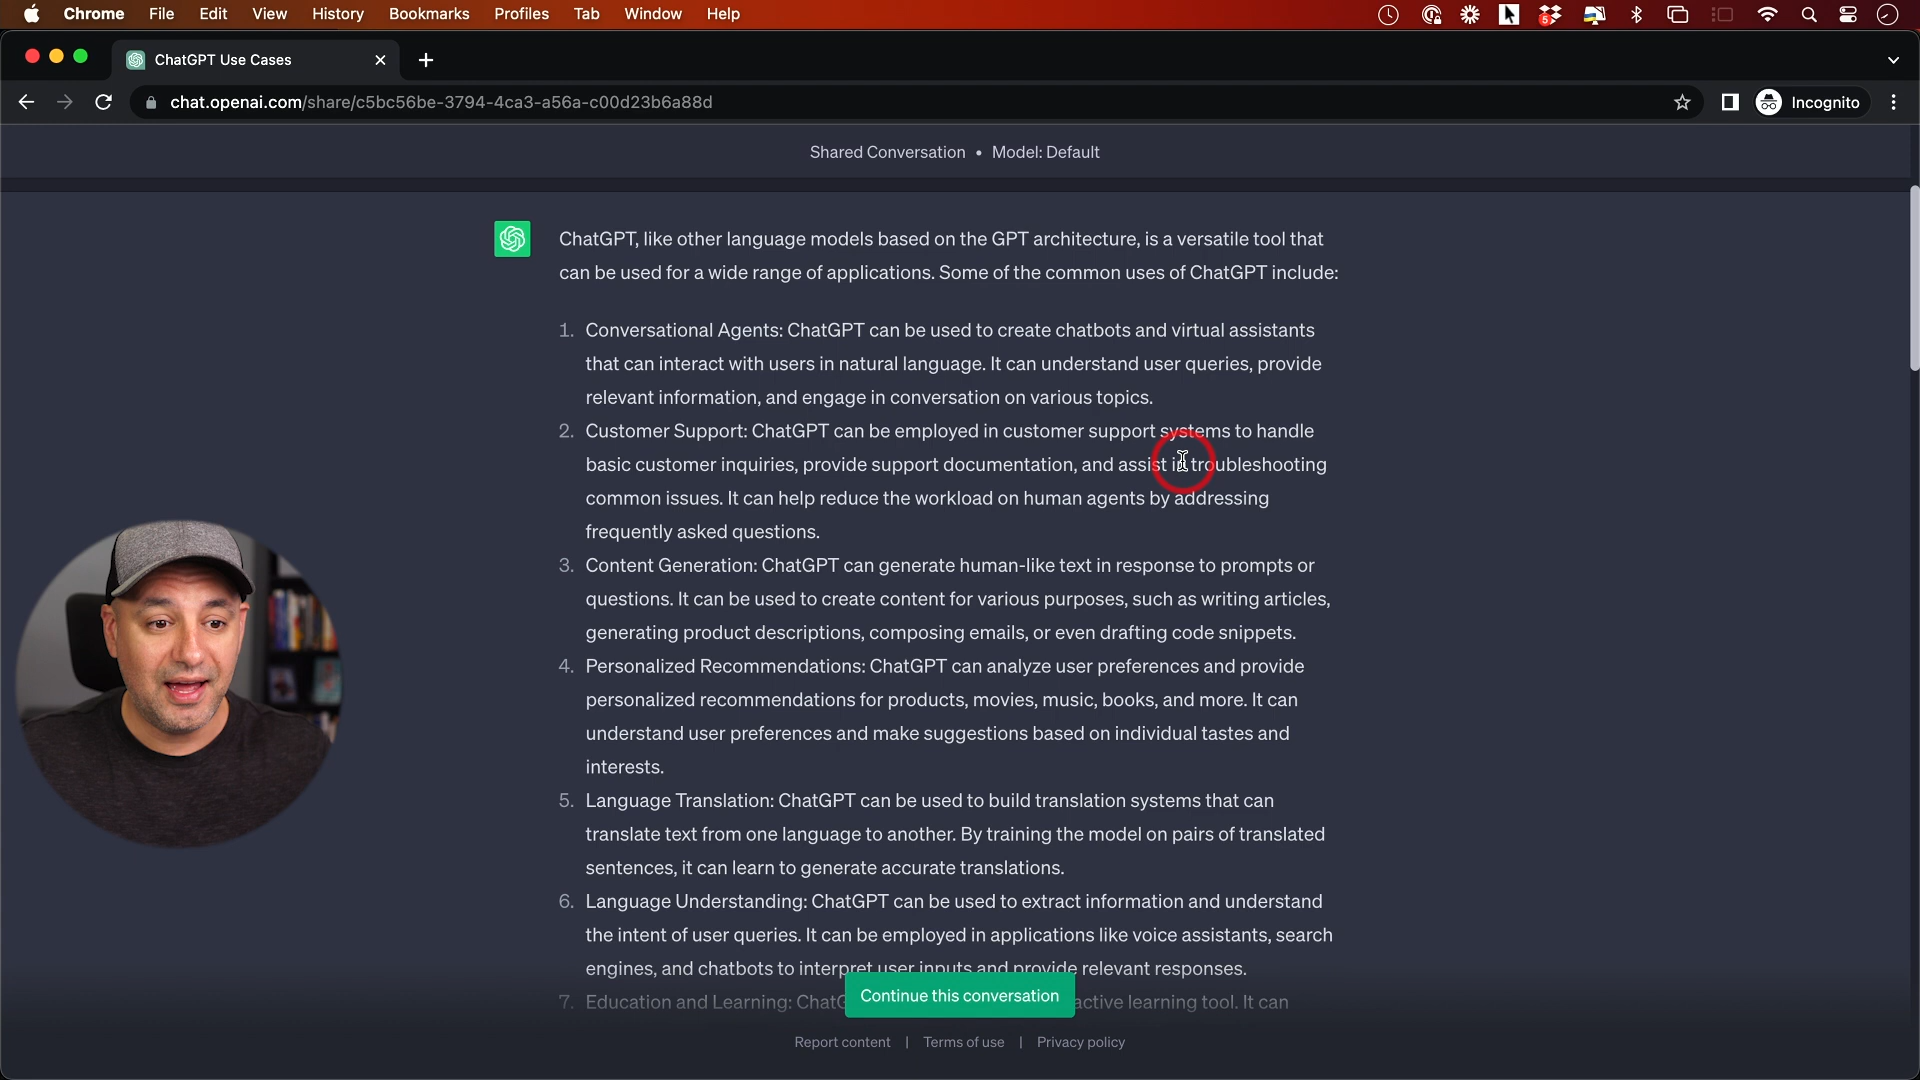 Chrome File Edit View History Bookmarks Profiles Tab Window Help
5
ChatGPT Use Cases
chat.openai.com/share/c5bc56be-3794-4ca3-a56a-c00d23b6a88d
Incognito
Shared Conversation • Model: Default
ChatGPT, like other language models based on the GPT architecture, is a versatile tool that
can be used for a wide range of applications. Some of the common uses of ChatGPT include:
1. Conversational Agents: ChatGPT can be used to create chatbots and virtual assistants
that can interact with users in natural language. It can understand user queries, provide
relevant information, and engage in conversation on various topics.
2. Customer Support: ChatGPT can be employed in customer support systems to handle
basic customer inquiries, provide support documentation, and assist in troubleshooting
common issues. It can help reduce the workload on human agents by addressing
frequently asked questions.
3. Content Generation: ChatGPT can generate human-like text in response to prompts or
questions. It can be used to create content for various purposes, such as writing articles,
generating product descriptions, composing emails, or even drafting code snippets.
4. Personalized Recommendations: ChatGPT can analyze user preferences and provide
personalized recommendations for products, movies, music, books, and more. It can
understand user preferences and make suggestions based on individual tastes and
interests.
5. Language Translation: ChatGPT can be used to build translation systems that can
translate text from one language to another. By training the model on pairs of translated
sentences, it can learn to generate accurate translations.
6. Language Understanding: ChatGPT can be used to extract information and understand
the intent of user queries. It can be employed in applications like voice assistants, search
engines, and chatbots to interpret user inputs and provide relevant responses.
7. Education and Learning: ChatG active learning tool. It can
Continue this conversation
Report content | Terms of use | Privacy policy